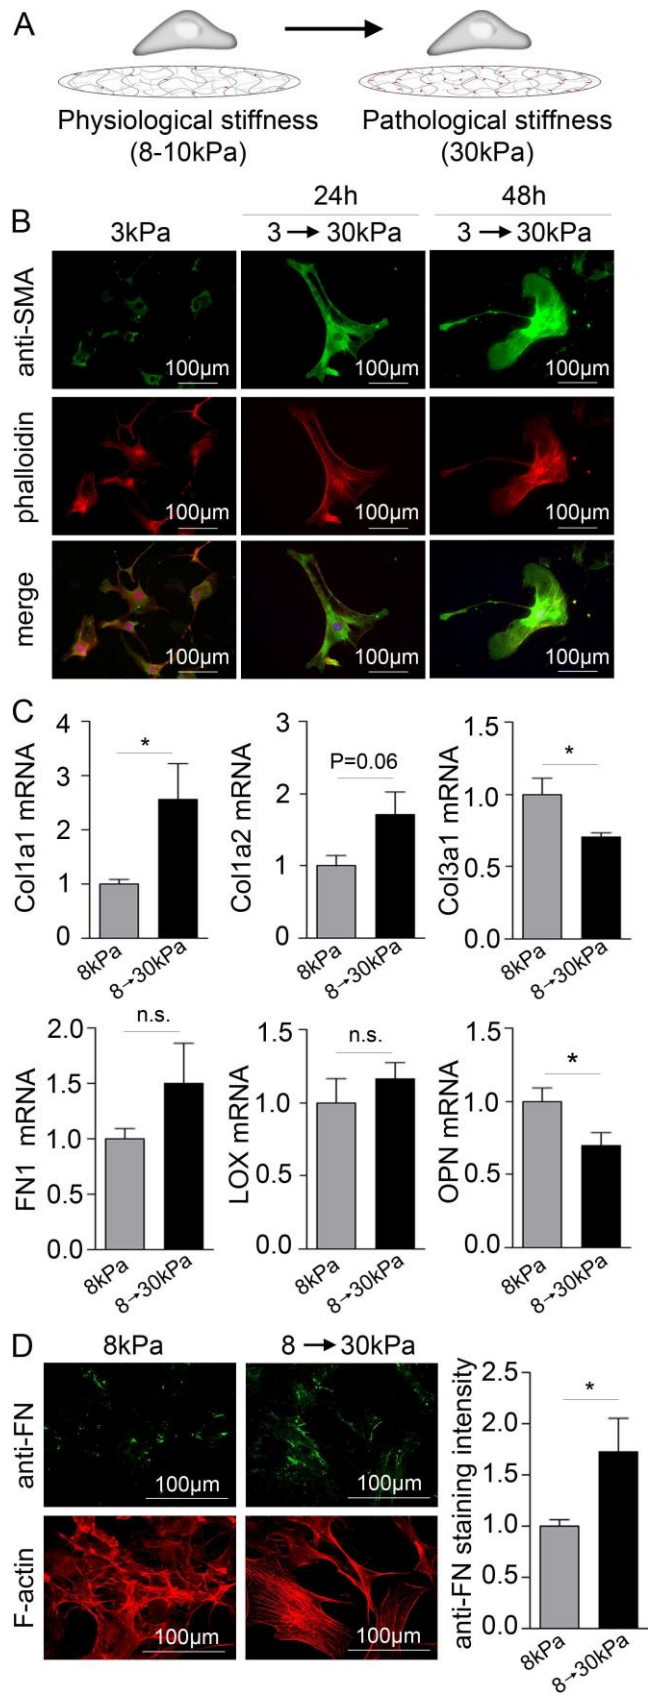 A
Physiological stiffness
(8-10kPa)
Pathological stiffness
(30kPa)
B
24h
48h
3kPa
3 → 30kPa
3 → 30kPa
anti-SMA
100µm
100µm
100µm
phalloidin
100µm
100µm
100µm
merge
100µm
100µm
100µm
C
Col1a1 mRNA
4
3
2
1
0
*
8kPa
8→30kPa
Col1a2 mRNA
3
2
1
0
P=0.06
8kPa
8→30kPa
Col3a1 mRNA
1.5
1.0
0.5
0
*
8kPa
8→30kPa
FN1 mRNA
2.0
1.5
1.0
0.5
0.0
n.s.
8kPa
8→30kPa
LOX mRNA
1.5
1.0
0.5
0.0
n.s.
8kPa
8→30kPa
OPN mRNA
1.5
1.0
0.5
0.0
*
8kPa
8→30kPa
D
8kPa
8 → 30kPa
anti-FN
100µm
100µm
F-actin
100µm
100µm
anti-FN staining intensity
2.5
2.0
1.5
1.0
0.5
0.0
*
8kPa
8→30kPa